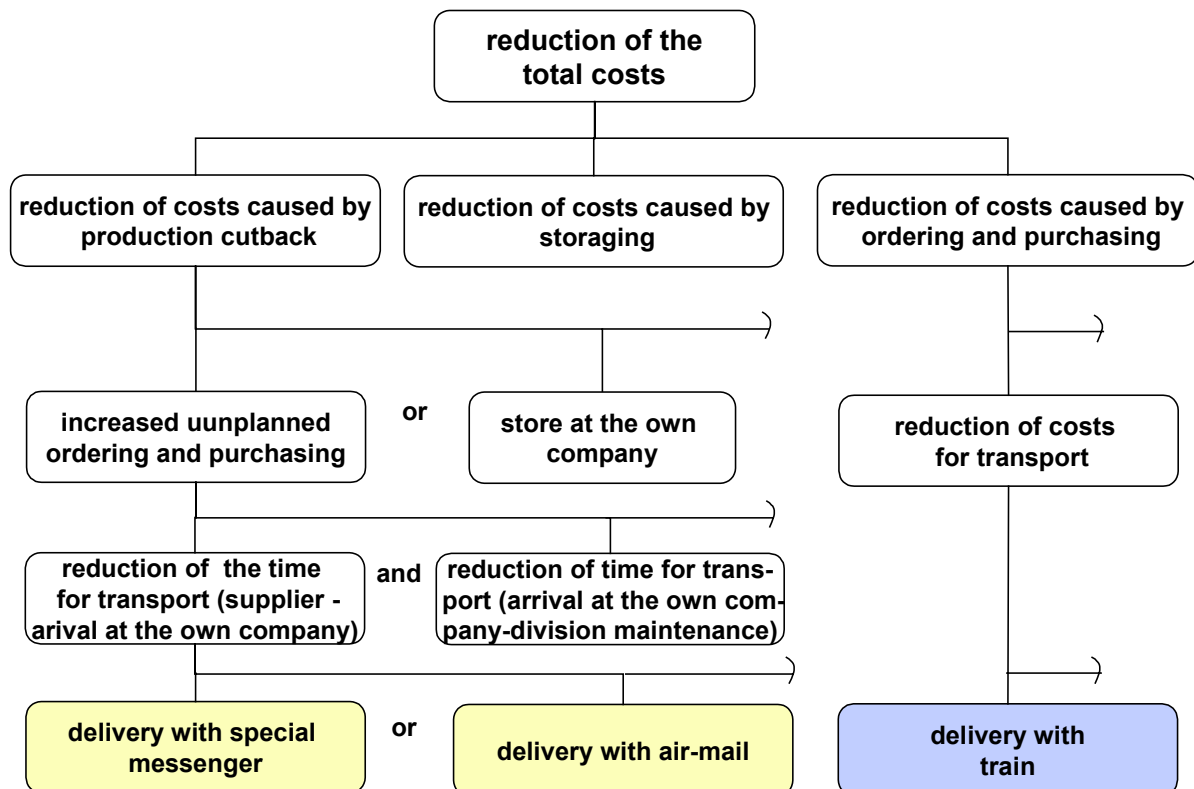 reduction of the
total costs
reduction of costs caused by
production cutback
reduction of costs caused by
storaging
reduction of costs caused by
ordering and purchasing
increased uunplanned
ordering and purchasing
or
store at the own
company
reduction of costs
for transport
reduction of  the time
for transport (supplier -
arival at the own company)
and
reduction of time for trans-
port (arrival at the own com-
pany-division maintenance)
delivery with special
messenger
or
delivery with air-mail
delivery with
train